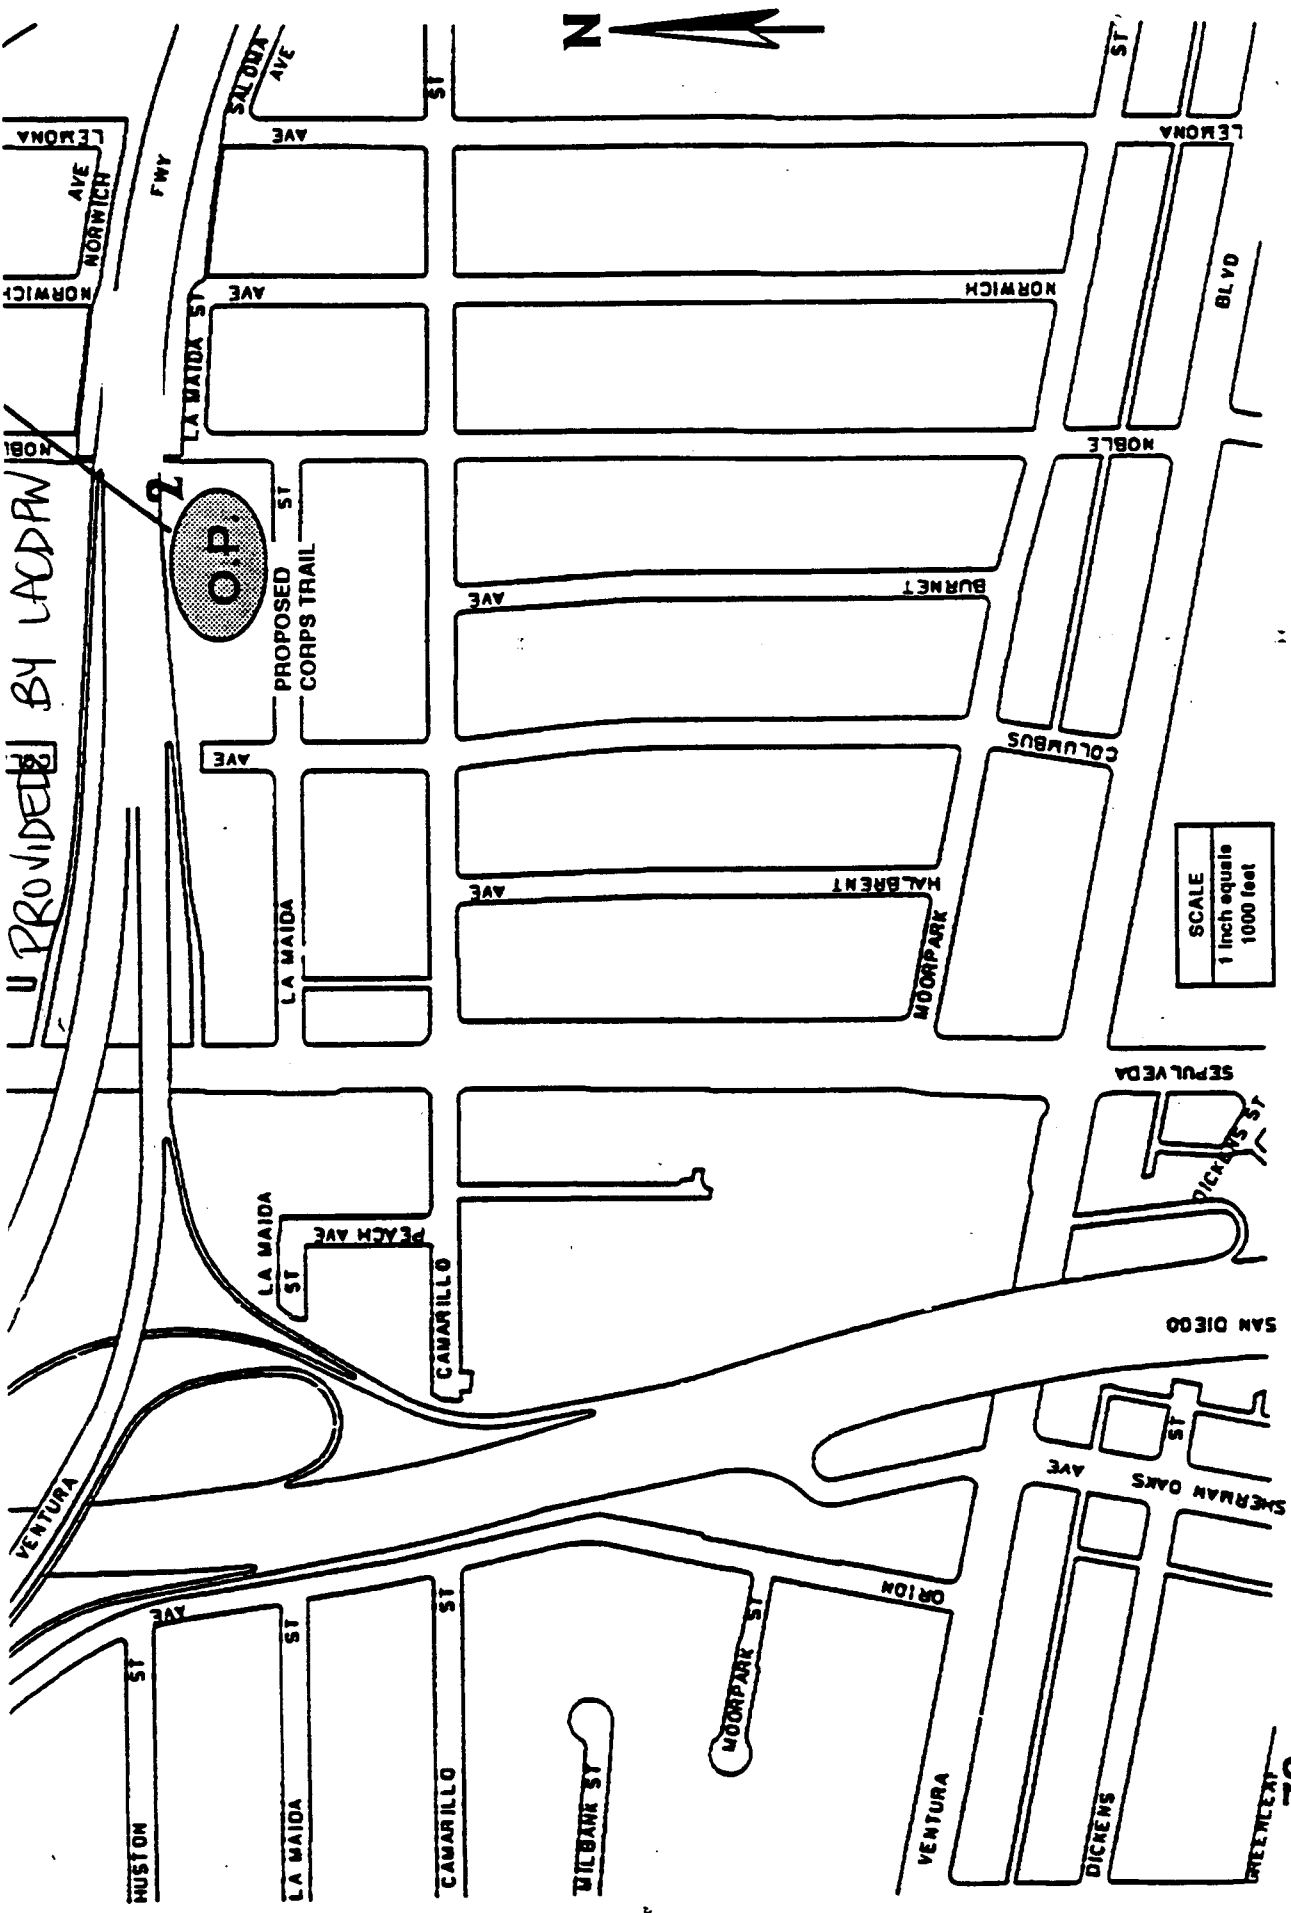 PROVIDED BY LACDPW
N
HUSTON
ST
AVE
VENTURA
FWY
NORWICH
AVE
LEMONA
NORWICH
LA MAIDA ST
SALOMA
AVE
2
O.P.
PROPOSED
CORPS TRAIL
ST
LA MAIDA
ST
LA MAIDA
ST
LA MAIDA
AVE
AVE
AVE
PEACH AVE
CAMARILLO
ST
CAMARILLO
ST
MILBANK ST
AVE
HALBRENT
AVE
BURNET
NORWICH
MOORPARK
ST
ORION
MOORPARK
ST
VENTURA
BLVD
COLUMBUS
NOBLE
LEMONA
SEPULVEDA
DICKENS ST
SAN DIEGO
AVE
SHERMAN OAKS
ST
DICKENS
GREENLEAF
SCALE
1 inch equals
1000 feet